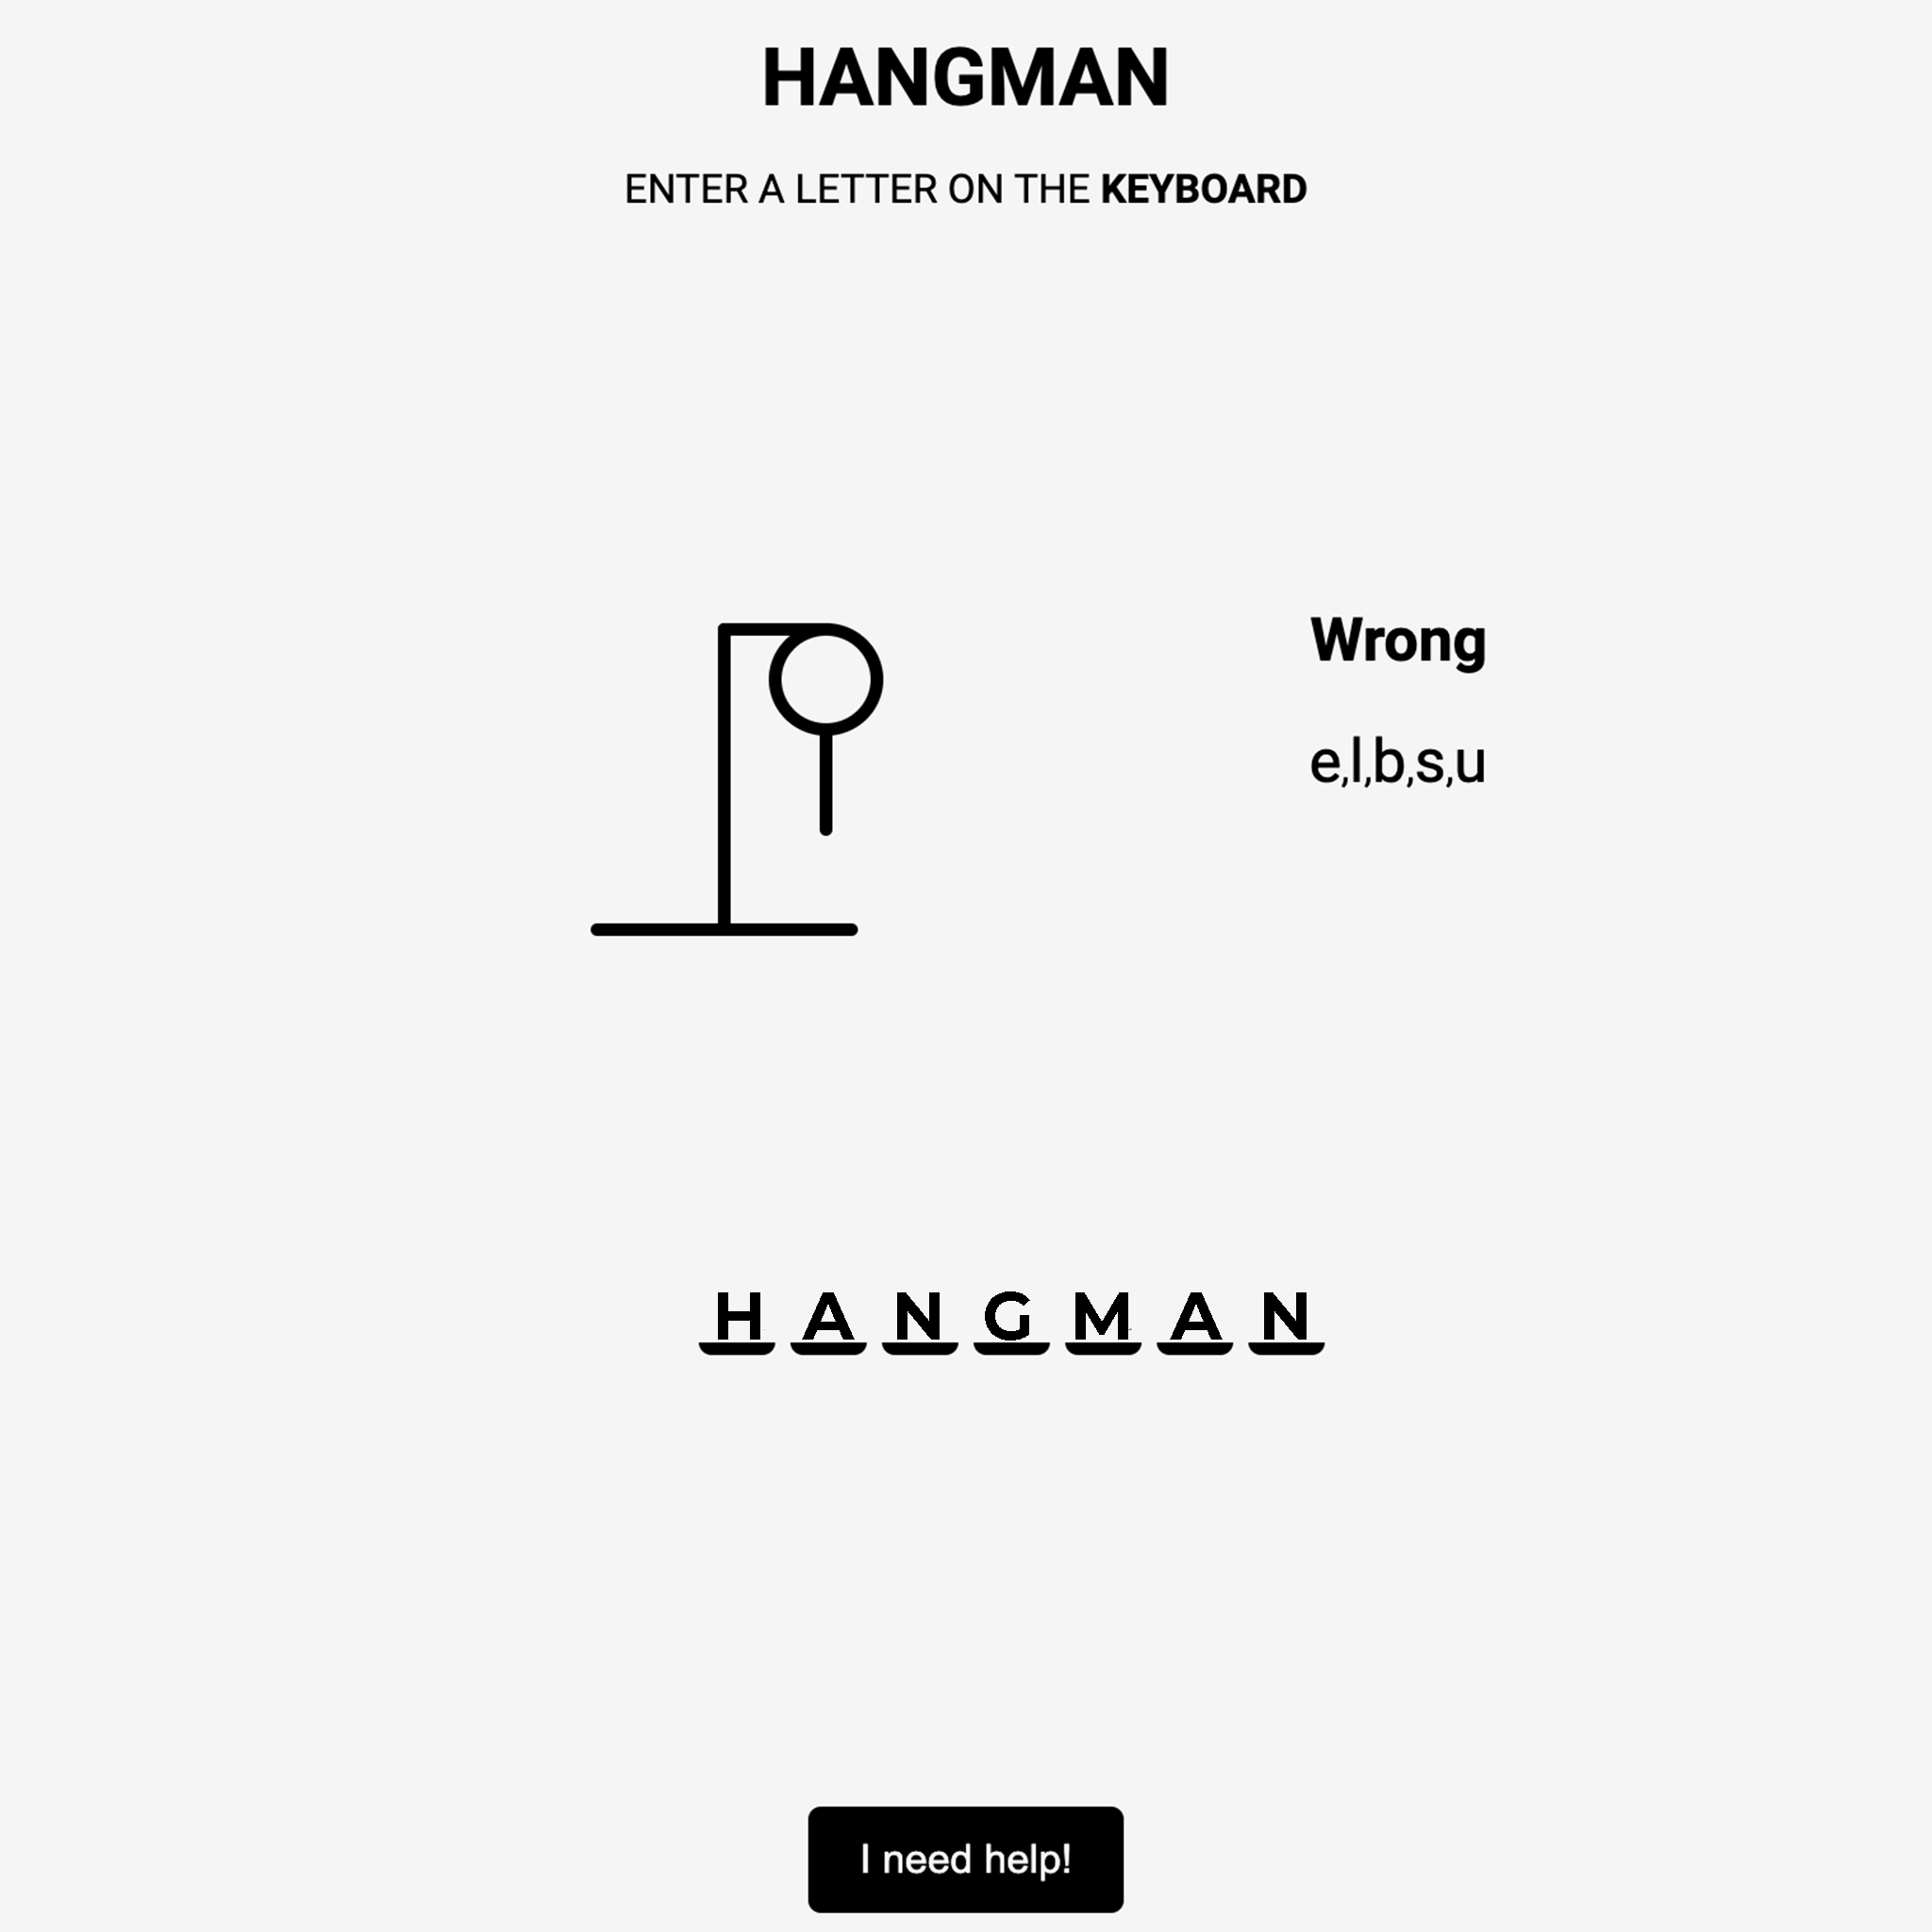 HANGMAN
ENTER A LETTER ON THE KEYBOARD
Wrong
e,l,b,s,u
H A N G M A N
I need help!